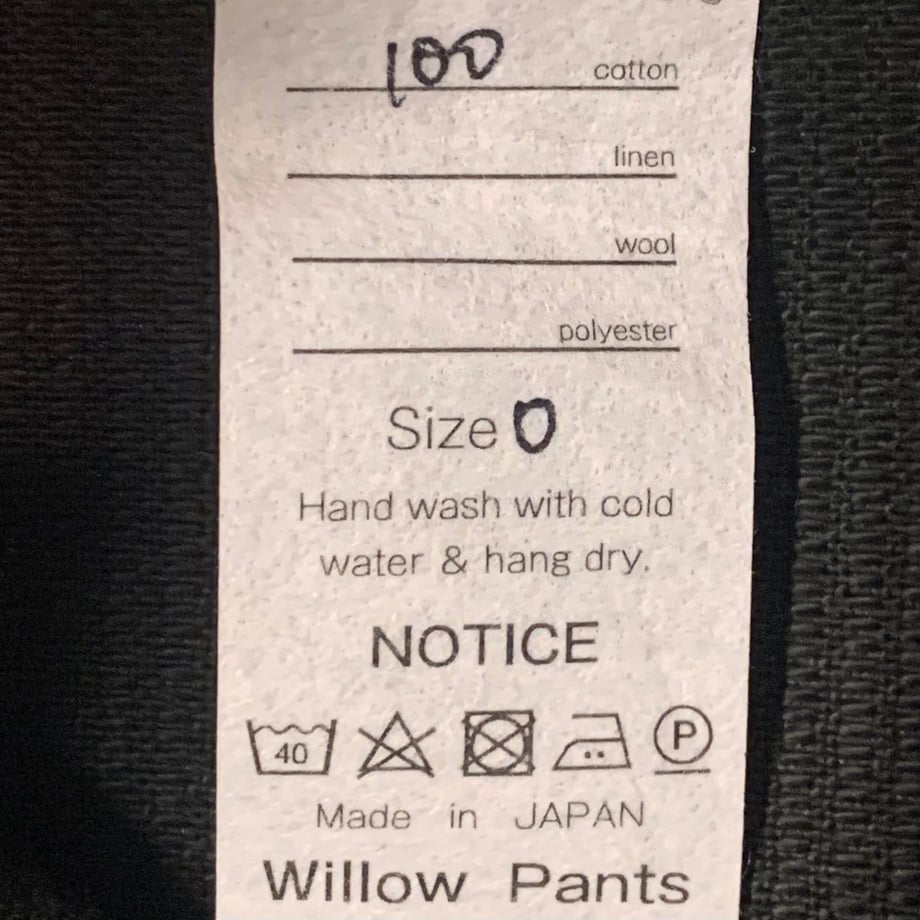 100 cotton
linen
wool
polyester
Size 0
Hand wash with cold
water & hang dry.
NOTICE
40 P
Made in JAPAN
Willow Pants